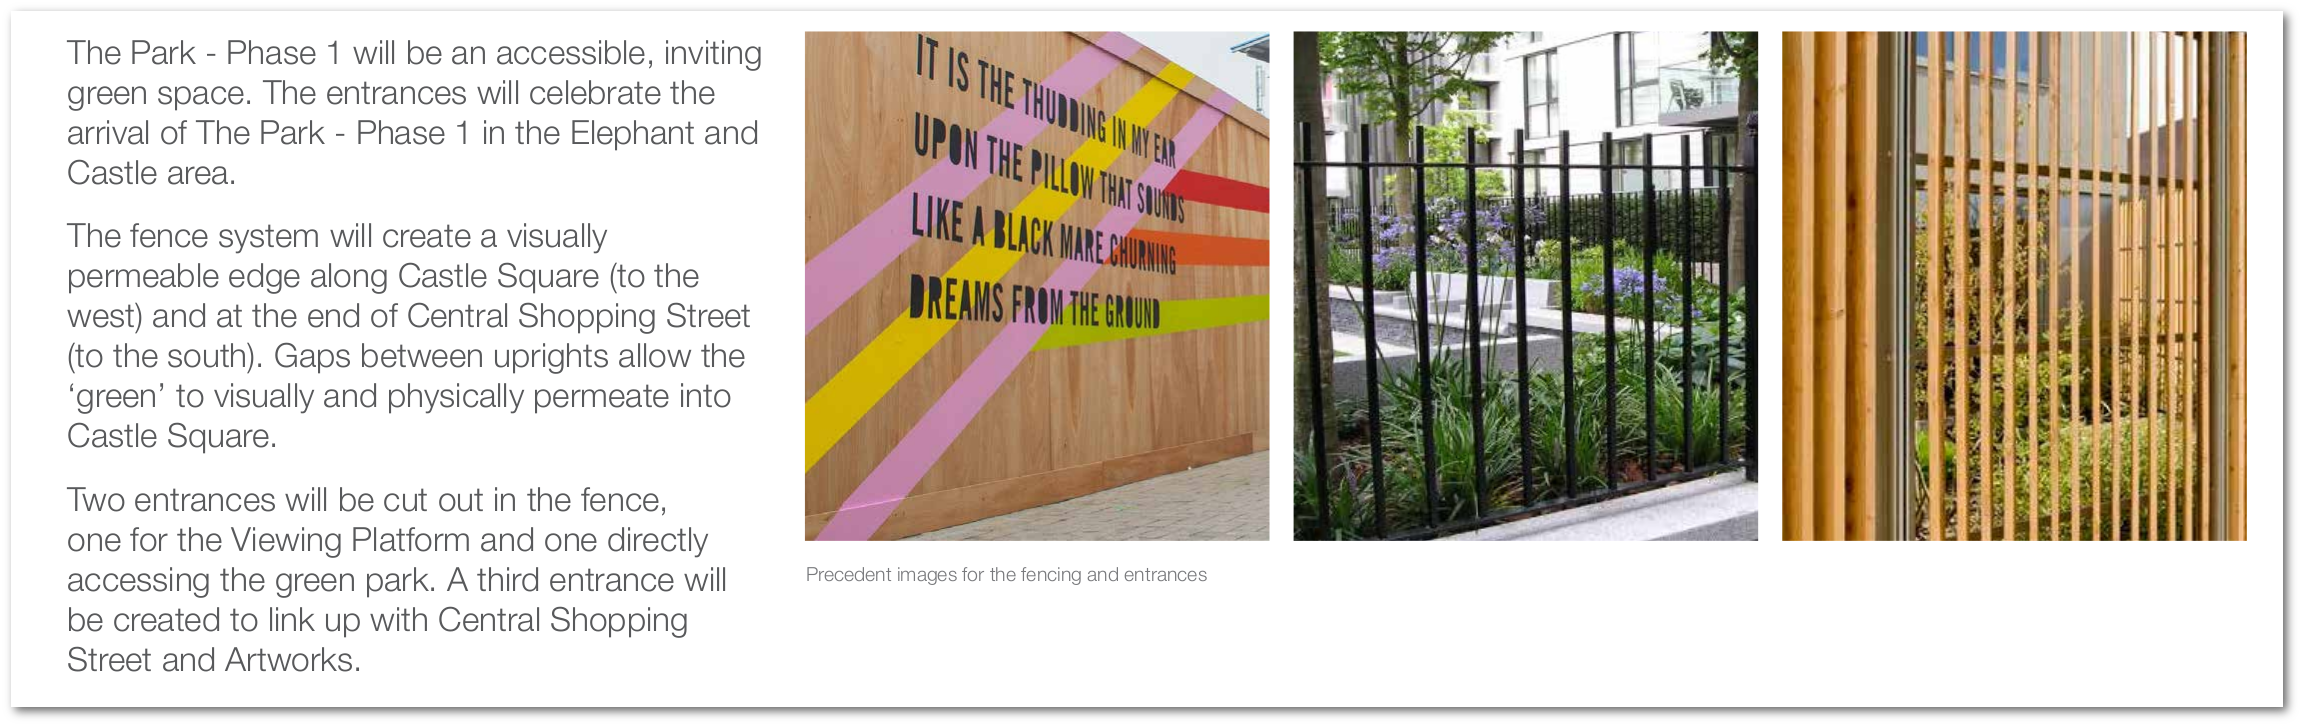 The Park - Phase 1 will be an accessible, inviting
green space. The entrances will celebrate the
arrival of The Park - Phase 1 in the Elephant and
Castle area.
The fence system will create a visually
permeable edge along Castle Square (to the
west) and at the end of Central Shopping Street
(to the south). Gaps between uprights allow the
‘green’ to visually and physically permeate into
Castle Square.
Two entrances will be cut out in the fence,
one for the Viewing Platform and one directly
accessing the green park. A third entrance will
be created to link up with Central Shopping
Street and Artworks.
IT IS THE THUDDING IN MY EAR
UPON THE PILLOW THAT SOUNDS
LIKE A BLACK MARE CHURNING
DREAMS FROM THE GROUND
Precedent images for the fencing and entrances